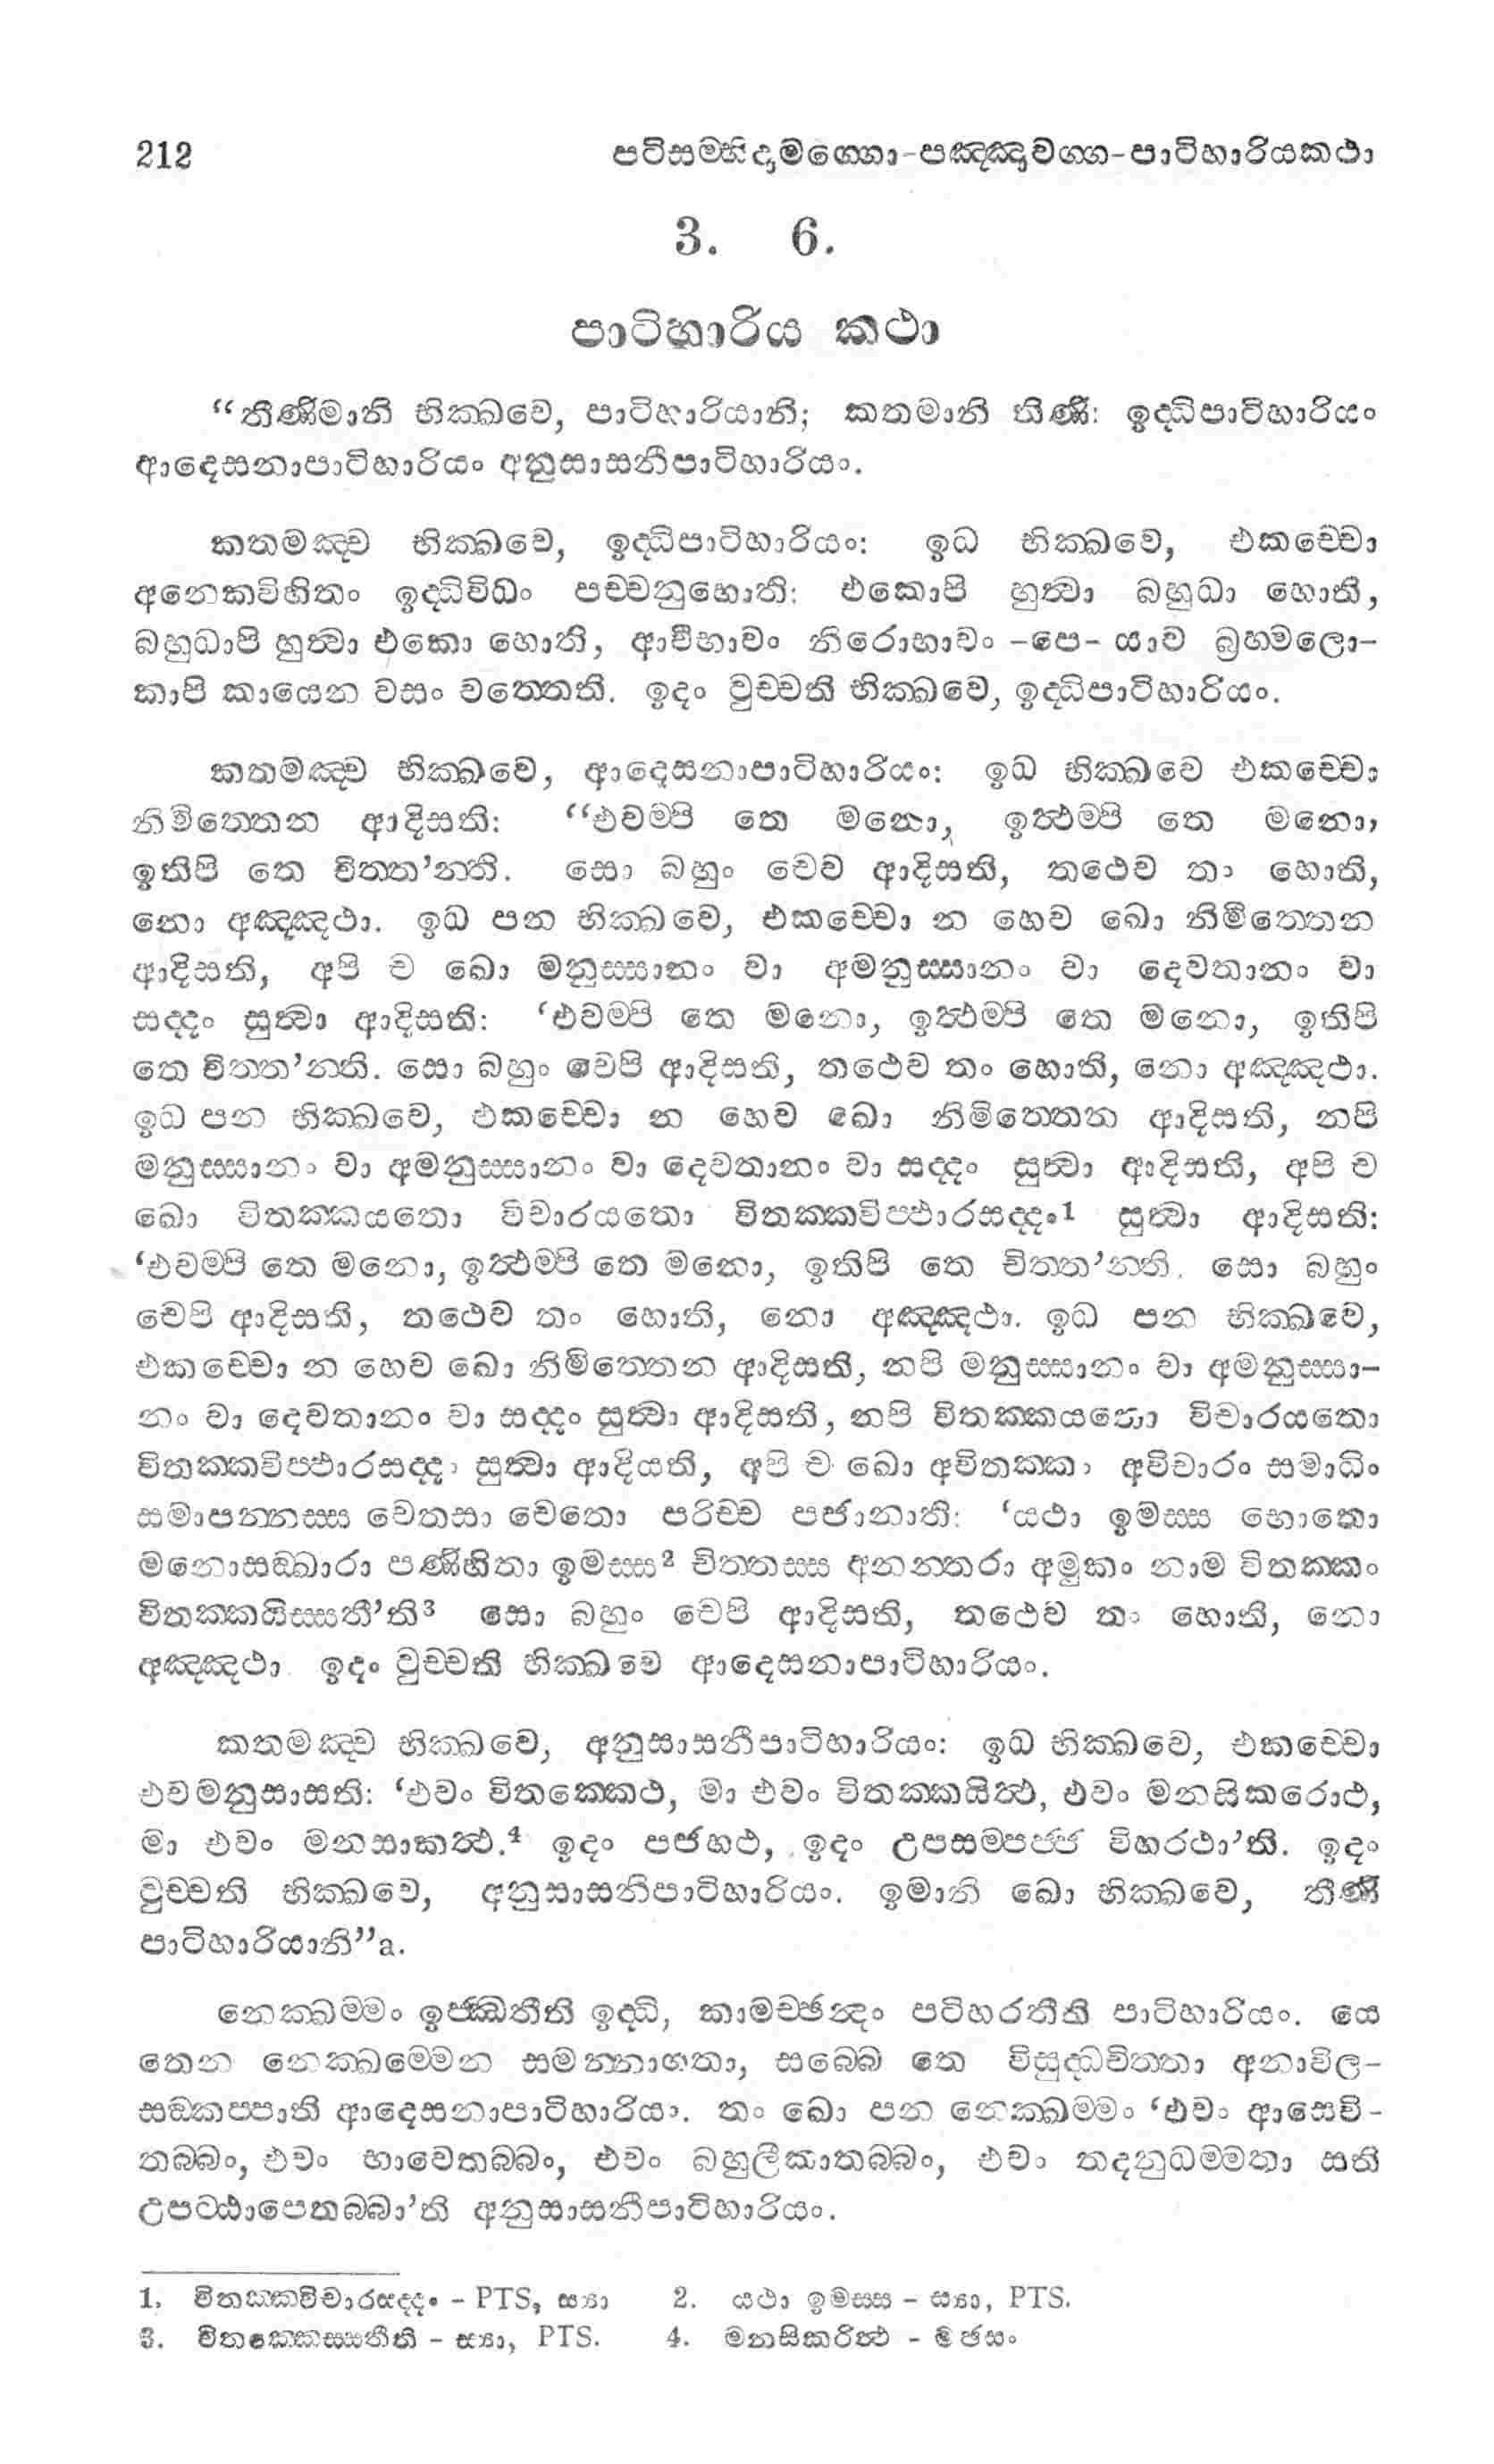 212 පටිසම්භිදාමග්ගො-පඤ්ඤාවග්ග-පාටිහාරියකථා
3. 6.
පාටිහාරිය කථා
“තීණිමානි භික්ඛවෙ, පාටිහාරියානි; කතමානි තීණි: ඉද්ධිපාටිහාරියං
ආදෙසනාපාටිහාරියං අනුසාසනීපාටිහාරියං.
කතමඤ්ච භික්ඛවෙ, ඉද්ධිපාටිහාරියං: ඉධ භික්ඛවෙ, එකච්චො
අනෙකවිහිතං ඉද්ධිවිධං පච්චනුභොති: එකොපි හුත්වා බහුධා හොති,
බහුධාපි හුත්වා එකො හොති, ආවිභාවං තිරොභාවං -පෙ- යාව බ්‍රහ්මලො-
කාපි කායෙන වසං වත්තෙති. ඉදං වුච්චති භික්ඛවෙ, ඉද්ධිපාටිහාරියං.
කතමඤ්ච භික්ඛවෙ, ආදෙසනාපාටිහාරියං: ඉධ භික්ඛවෙ එකච්චො
නිමිත්තෙන ආදිසති: “එවම්පි තෙ මනො, ඉත්ථම්පි තෙ මනො,
ඉතිපි තෙ චිත්ත’න්ති. සො බහුං චෙව ආදිසති, තථෙව තං හොති,
නො අඤ්ඤථා. ඉධ පන භික්ඛවෙ, එකච්චො න හෙව ඛො නිමිත්තෙන
ආදිසති, අපි ච ඛො මනුස්සානං වා අමනුස්සානං වා දෙවතානං වා
සද්දං සුත්වා ආදිසති: ‘එවම්පි තෙ මනො, ඉත්ථම්පි තෙ මනො, ඉතිපි
තෙ චිත්ත’න්ති. සො බහුං චෙපි ආදිසති, තථෙව තං හොති, නො අඤ්ඤථා.
ඉධ පන භික්ඛවෙ, එකච්චො න හෙව ඛො නිමිත්තෙන ආදිසති, නපි
මනුස්සානං වා අමනුස්සානං වා දෙවතානං වා සද්දං සුත්වා ආදිසති, අපි ච
ඛො විතක්කයතො විචාරයතො විතක්කවිප්ඵාරසද්දං1 සුත්වා ආදිසති:
‘එවම්පි තෙ මනො, ඉත්ථම්පි තෙ මනො, ඉතිපි තෙ චිත්ත’න්ති. සො බහුං
චෙපි ආදිසති, තථෙව තං හොති, නො අඤ්ඤථා. ඉධ පන භික්ඛවෙ,
එකච්චො න හෙව ඛො නිමිත්තෙන ආදිසති, නපි මනුස්සානං වා අමනුස්සා-
නං වා දෙවතානං වා සද්දං සුත්වා ආදිසති, නපි විතක්කයතො විචාරයතො
විතක්කවිප්ඵාරසද්දං සුත්වා ආදියති, අපි ච ඛො අවිතක්කං අවිචාරං සමාධිං
සමාපන්නස්ස චෙතසා චෙතො පරිච්ච පජානාති: ‘යථා ඉමස්ස භොතො
මනොසඞ්ඛාරා පණිහිතා ඉමස්ස2 චිත්තස්ස අනන්තරා අමුකං නාම විතක්කං
විතක්කයිස්සතී’ති3 සො බහුං චෙපි ආදිසති, තථෙව තං හොති, නො
අඤ්ඤථා ඉදං වුච්චති භික්ඛවෙ ආදෙසනාපාටිහාරියං.
කතමඤ්ච භික්ඛවෙ, අනුසාසනීපාටිහාරියං: ඉධ භික්ඛවෙ, එකච්චො
එවමනුසාසති: ‘එවං විතක්කෙථ, මා එවං විතක්කයිත්ථ, එවං මනසිකරොථ,
මා එවං මනසාකත්ථ.4 ඉදං පජහථ, ඉදං උපසම්පජ්ජ විහරථා’ති. ඉදං
වුච්චති භික්ඛවෙ, අනුසාසනීපාටිහාරියං. ඉමානි ඛො භික්ඛවෙ, තීණි
පාටිහාරියානි”a.
නෙක්ඛම්මං ඉජ්ඣතීති ඉද්ධි, කාමච්ඡන්දං පටිහරතීති පාටිහාරියං. යෙ
තෙන නෙක්ඛම්මෙන සමන්නාගතා, සබ්බෙ තෙ විසුද්ධචිත්තා අනාවිල-
සඞ්කප්පාති ආදෙසනාපාටිහාරියං. තං ඛො පන නෙක්ඛම්මං ‘එවං ආසෙවි-
තබ්බං, එවං භාවෙතබ්බං, එවං බහුලීකාතබ්බං, එවං තදනුධම්මතා සති
උපට්ඨාපෙතබ්බා’ති අනුසාසනීපාටිහාරියං.
1. විතක්කවිචාරසද්දං - PTS, ස්‍යා 2. යථා ඉමස්ස - ස්‍යා, PTS.
3. විතක්කෙස්සතීති - ස්‍යා, PTS. 4. මනසිකරිත්ථ - මඡසං